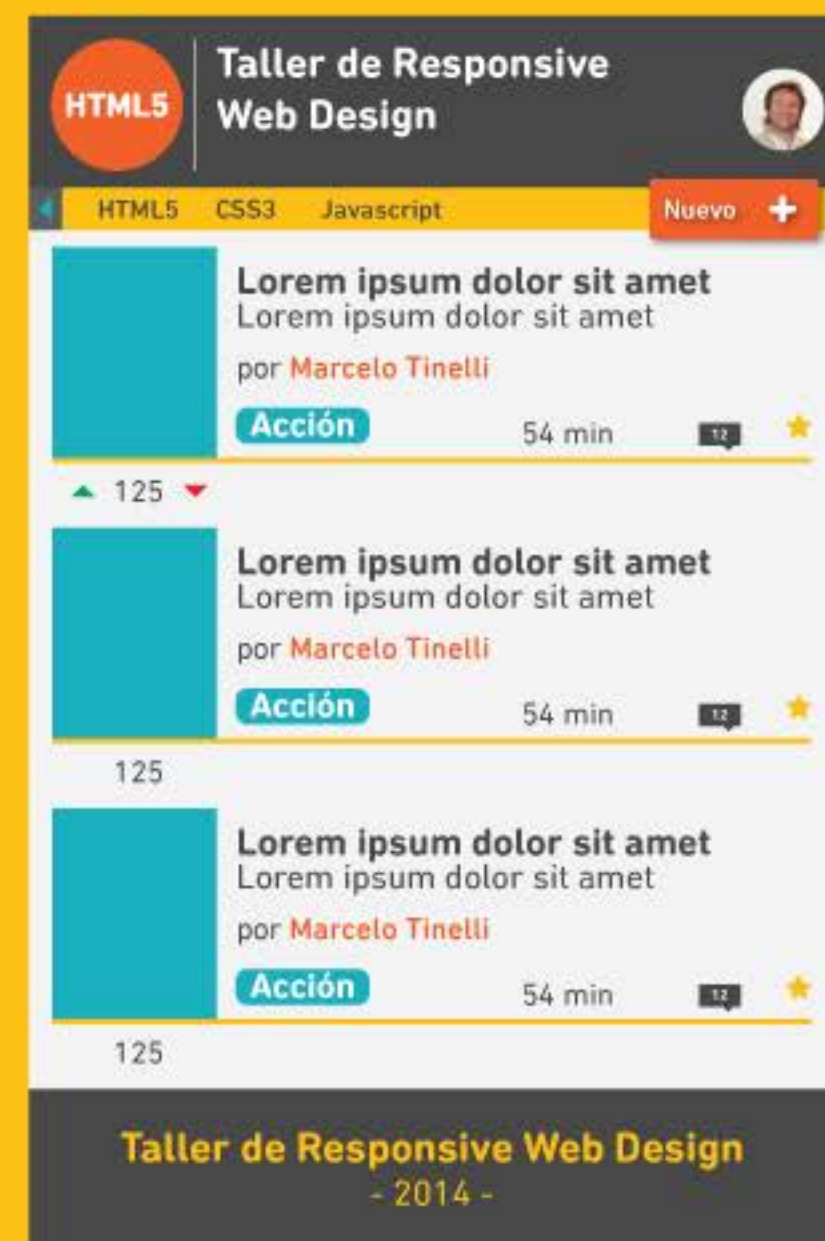 HTML5
Taller de Responsive
Web Design
HTML5 CSS3 Javascript Nuevo +
Lorem ipsum dolor sit amet
Lorem ipsum dolor sit amet
por Marcelo Tinelli
Acción 54 min 12
125
Lorem ipsum dolor sit amet
Lorem ipsum dolor sit amet
por Marcelo Tinelli
Acción 54 min 12
125
Lorem ipsum dolor sit amet
Lorem ipsum dolor sit amet
por Marcelo Tinelli
Acción 54 min 12
125
Taller de Responsive Web Design
- 2014 -